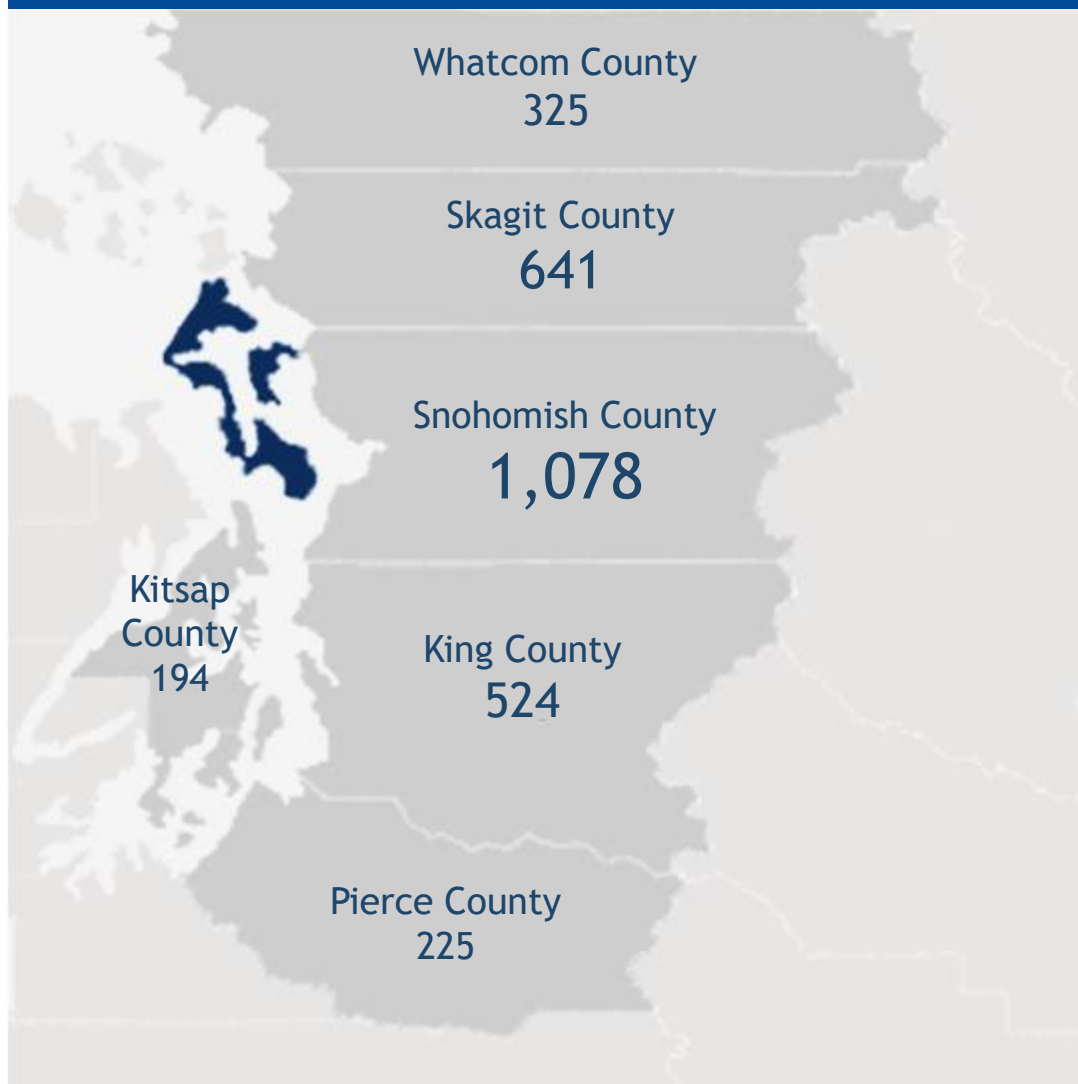 Whatcom County
325
Skagit County
641
Snohomish County
1,078
Kitsap
County
194
King County
524
Pierce County
225